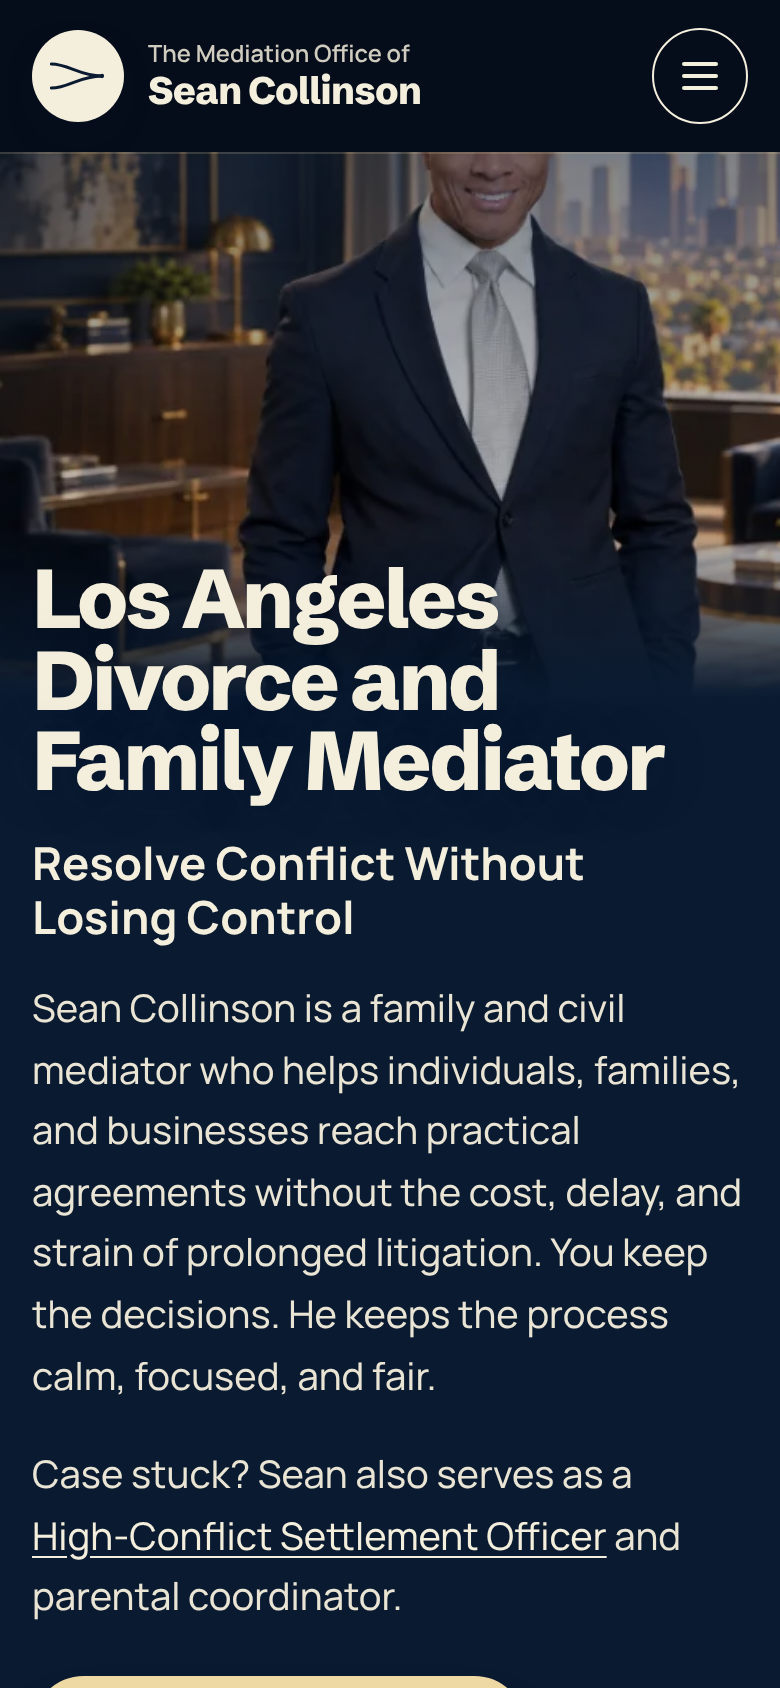 The Mediation Office of
Sean Collinson
Los Angeles
Divorce and
Family Mediator
Resolve Conflict Without
Losing Control
Sean Collinson is a family and civil
mediator who helps individuals, families,
and businesses reach practical
agreements without the cost, delay, and
strain of prolonged litigation. You keep
the decisions. He keeps the process
calm, focused, and fair.
Case stuck? Sean also serves as a
High-Conflict Settlement Officer and
parental coordinator.